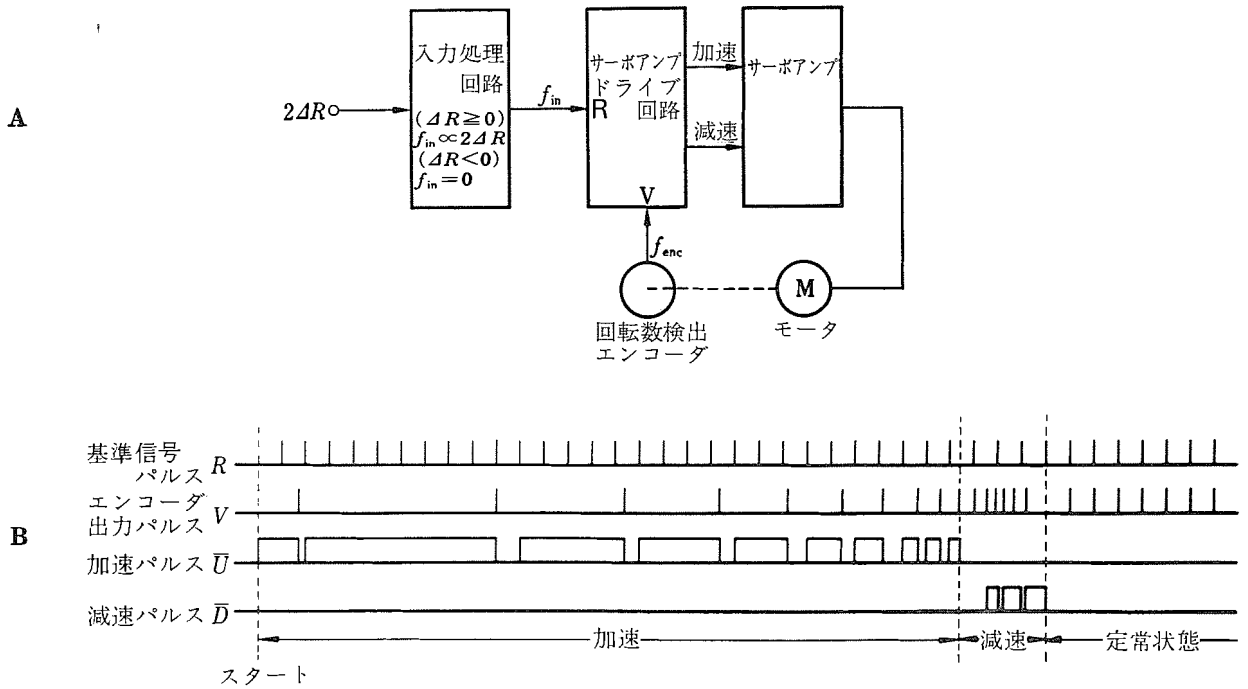 A
2ΔR
入力処理
回路
(ΔR≧0)
f_in∝2ΔR
(ΔR<0)
f_in=0
f_in
サーボアンプ
ドライブ
R 回路
V
加速
減速
サーボアンプ
f_enc
M
回転数検出
エンコーダ
モータ
B
基準信号
パルス R
エンコーダ
出力パルス V
加速パルス U̅
減速パルス D̅
加速
減速
定常状態
スタート